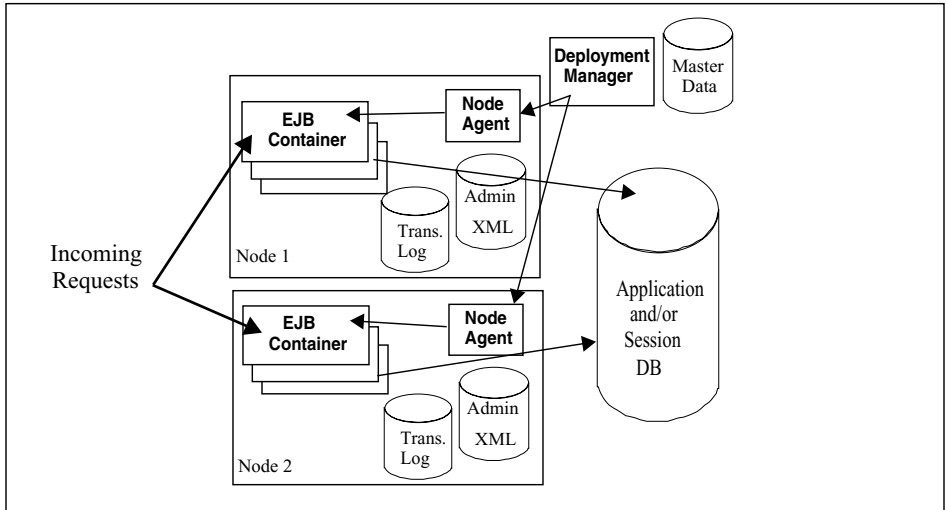 Deployment
Manager
Master
Data
Node
Agent
EJB
Container
Admin
XML
Trans.
Log
Node 1
Incoming
Requests
Application
and/or
Session
DB
EJB
Container
Node
Agent
Admin
XML
Trans.
Log
Node 2